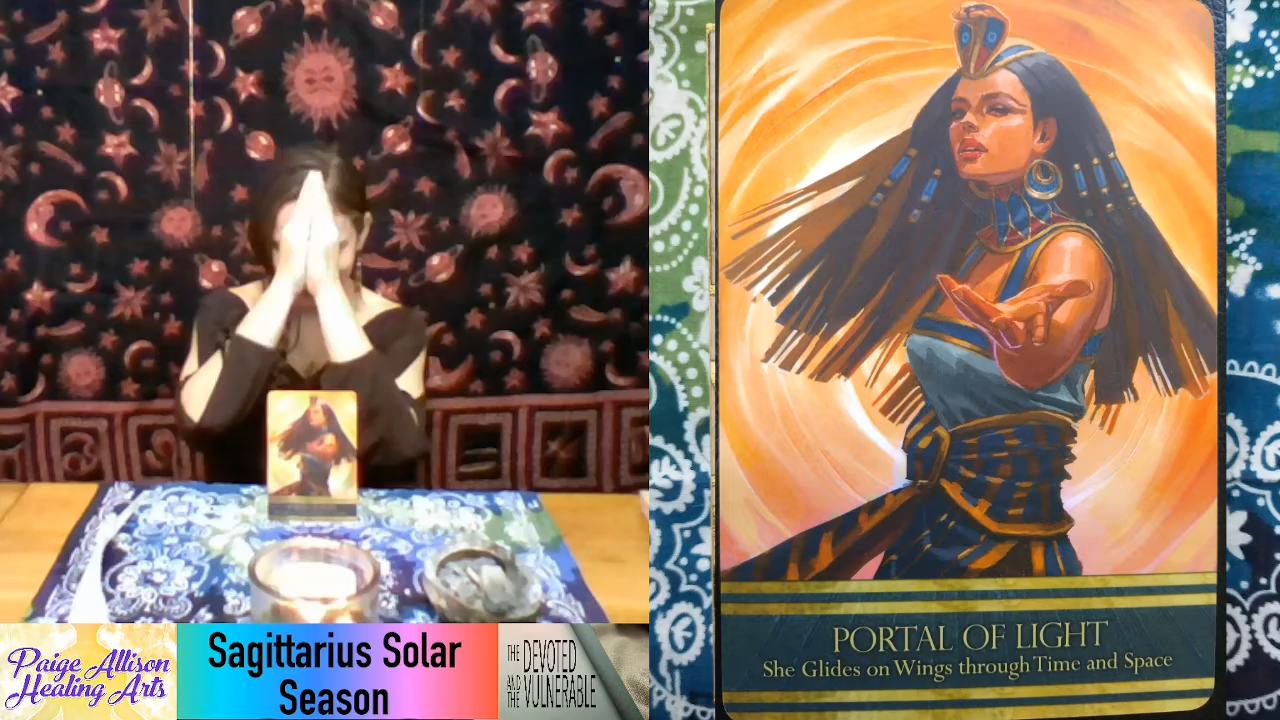 Paige Allison
Healing Arts
Sagittarius Solar
Season
THE DEVOTED
AND THE VULNERABLE
PORTAL OF LIGHT
She Glides on Wings through Time and Space